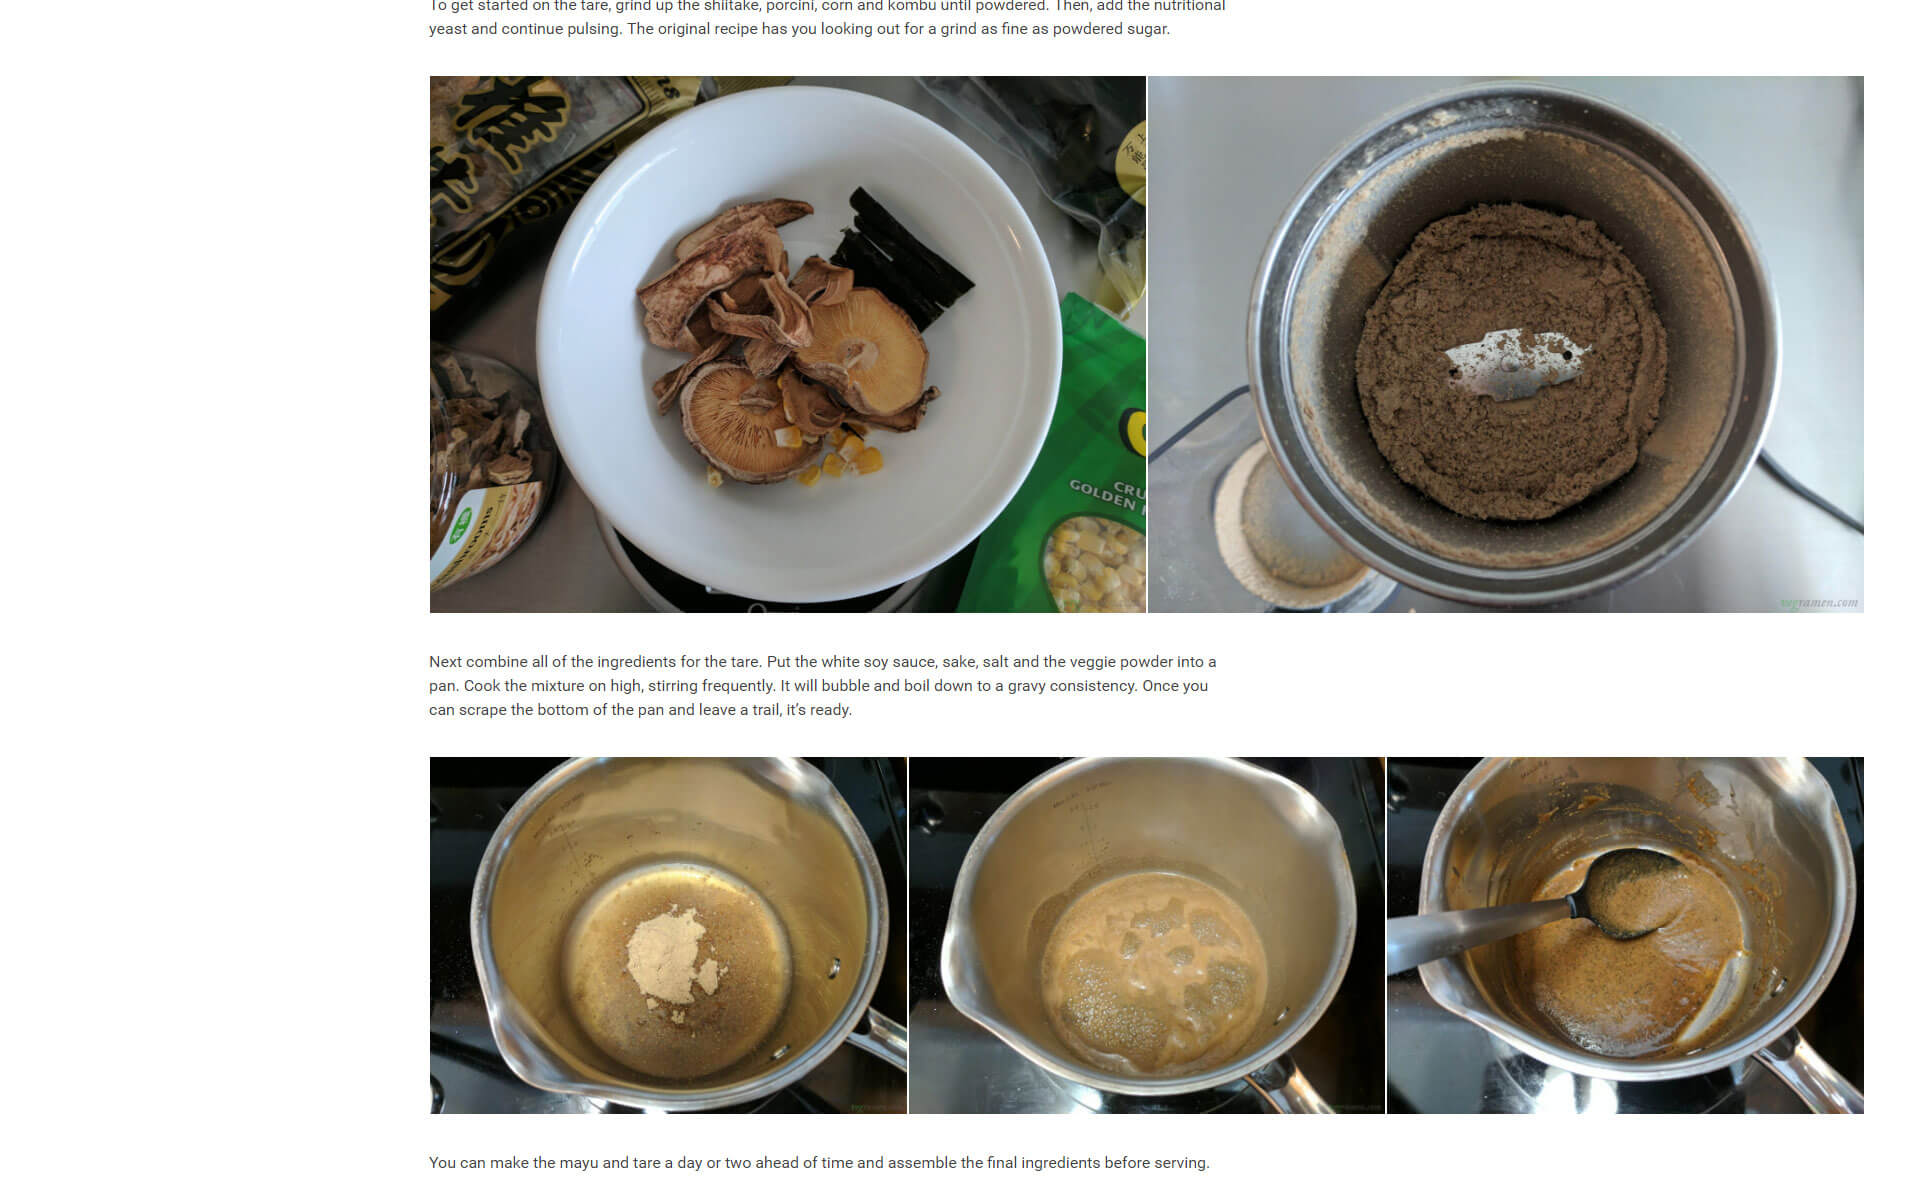 To get started on the tare, grind up the shiitake, porcini, corn and kombu until powdered. Then, add the nutritional
yeast and continue pulsing. The original recipe has you looking out for a grind as fine as powdered sugar.
CRU
GOLDEN
vegramen.com
Next combine all of the ingredients for the tare. Put the white soy sauce, sake, salt and the veggie powder into a
pan. Cook the mixture on high, stirring frequently. It will bubble and boil down to a gravy consistency. Once you
can scrape the bottom of the pan and leave a trail, it’s ready.
You can make the mayu and tare a day or two ahead of time and assemble the final ingredients before serving.